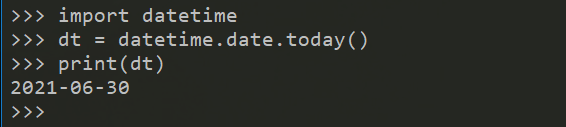 >>> import datetime
>>> dt = datetime.date.today()
>>> print(dt)
2021-06-30
>>>